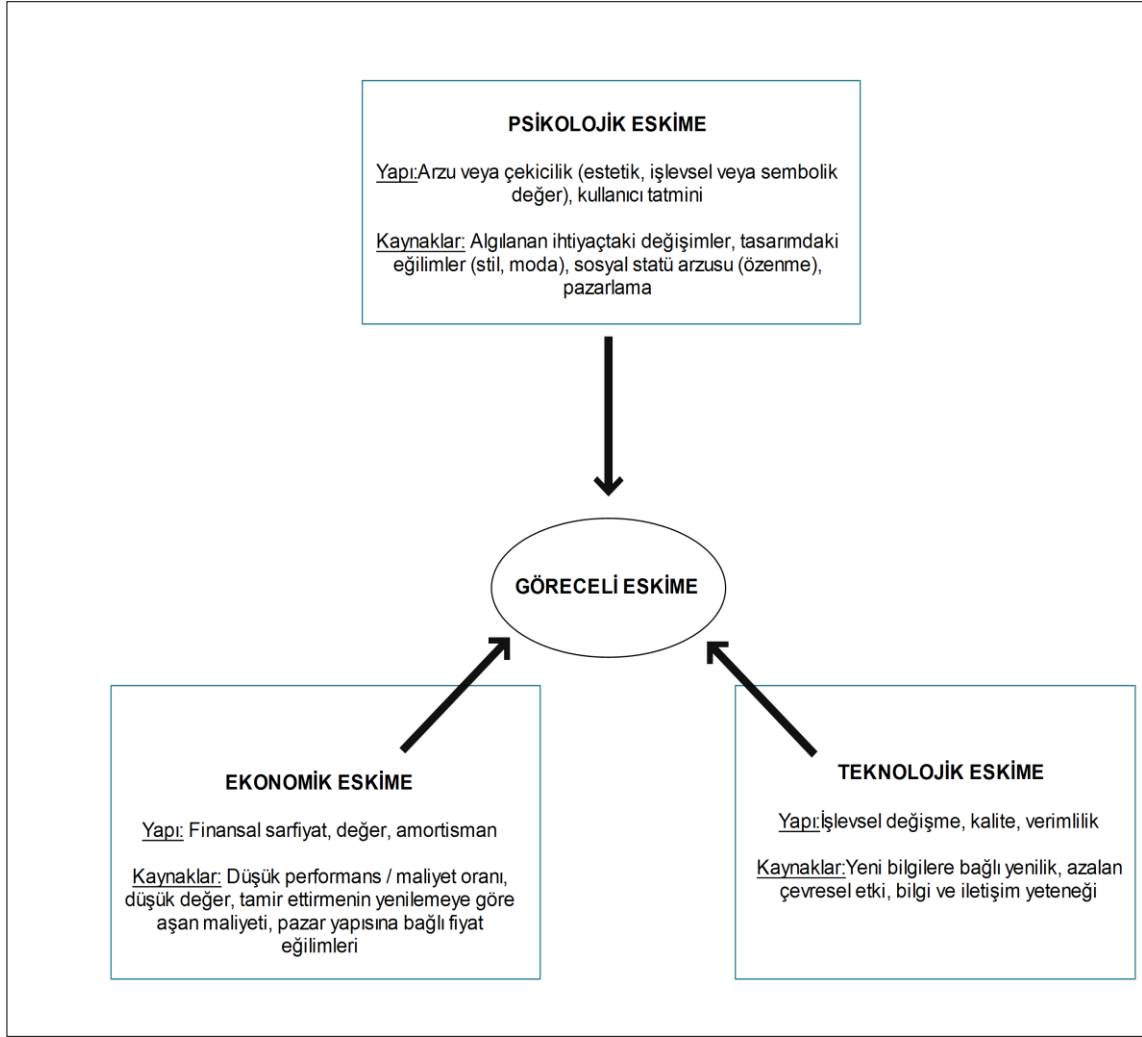 PSİKOLOJİK ESKİME
Yapı:Arzu veya çekicilik (estetik, işlevsel veya sembolik
değer), kullanıcı tatmini
Kaynaklar: Algılanan ihtiyaçtaki değişimler, tasarımdaki
eğilimler (stil, moda), sosyal statü arzusu (özenme),
pazarlama
GÖRECELİ ESKİME
EKONOMİK ESKİME
Yapı: Finansal sarfiyat, değer, amortisman
Kaynaklar: Düşük performans / maliyet oranı,
düşük değer, tamir ettirmenin yenilemeye göre
aşan maliyeti, pazar yapısına bağlı fiyat
eğilimleri
TEKNOLOJİK ESKİME
Yapı:İşlevsel değişme, kalite, verimlilik
Kaynaklar:Yeni bilgilere bağlı yenilik, azalan
çevresel etki, bilgi ve iletişim yeteneği